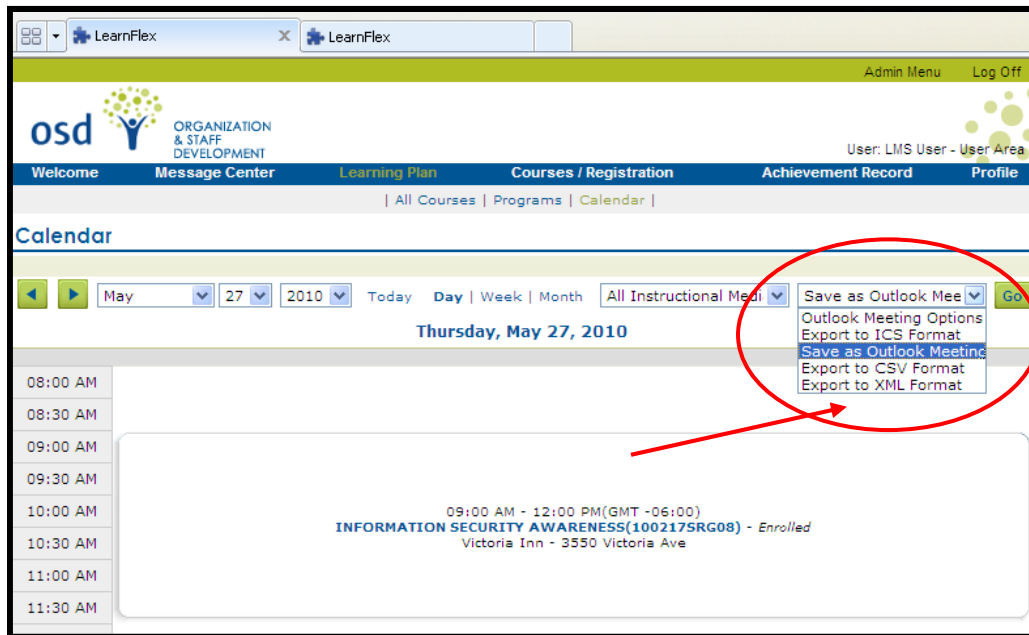 LearnFlex LearnFlex
Admin Menu Log Off
osd ORGANIZATION
& STAFF
DEVELOPMENT
User: LMS User - User Area
Welcome Message Center Learning Plan Courses / Registration Achievement Record Profile
| All Courses | Programs | Calendar |
Calendar
May 27 2010 Today Day | Week | Month All Instructional Medi Save as Outlook Mee Go
Outlook Meeting Options
Export to ICS Format
Save as Outlook Meeting
Export to CSV Format
Export to XML Format
Thursday, May 27, 2010
08:00 AM
08:30 AM
09:00 AM
09:30 AM
10:00 AM
10:30 AM
11:00 AM
11:30 AM
09:00 AM - 12:00 PM(GMT -06:00)
INFORMATION SECURITY AWARENESS(100217SRG08) - Enrolled
Victoria Inn - 3550 Victoria Ave